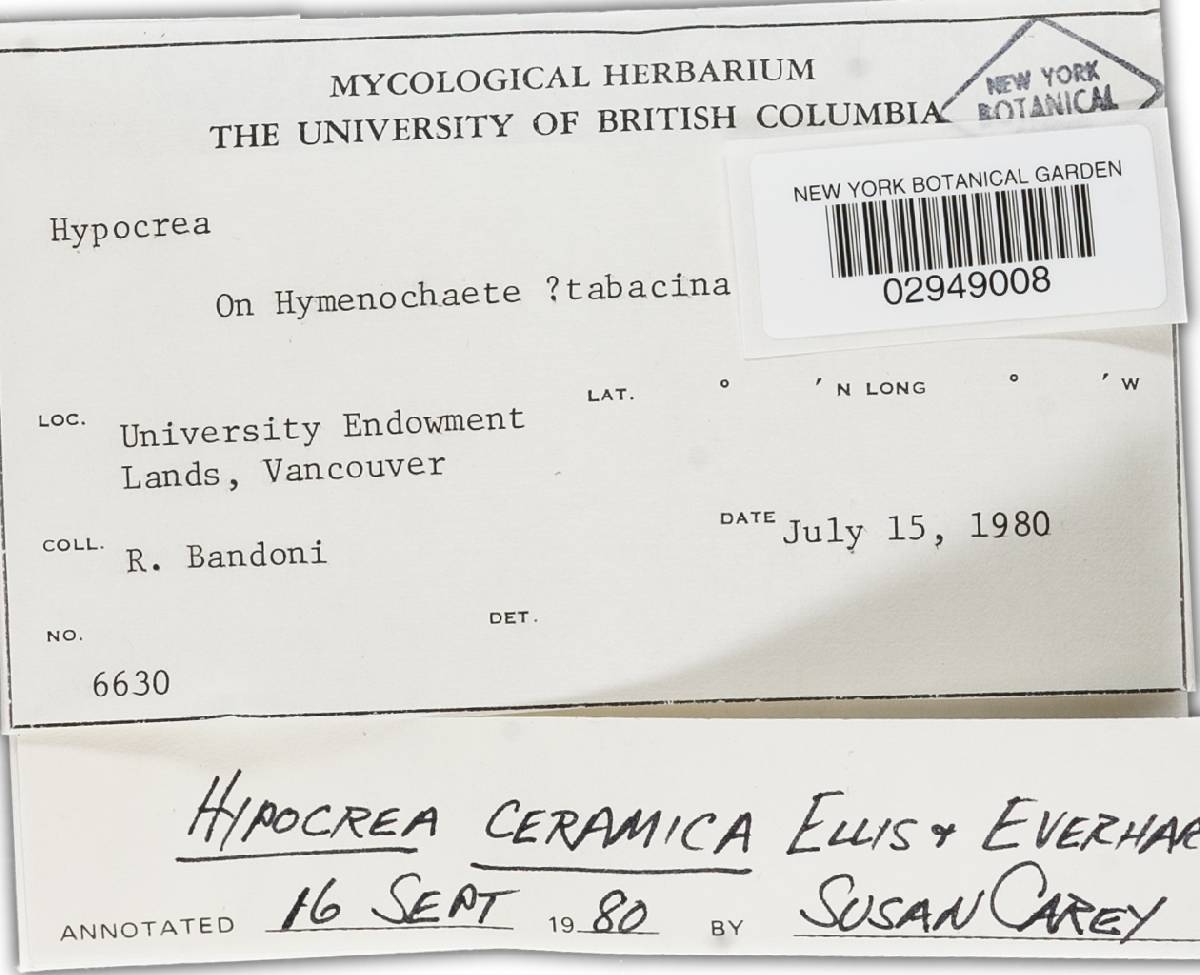 MYCOLOGICAL HERBARIUM
THE UNIVERSITY OF BRITISH COLUMBIA
NEW YORK
BOTANICAL
NEW YORK BOTANICAL GARDEN
02949008
Hypocrea
On Hymenochaete ?tabacina
LAT. ° ′ N LONG ° ′ W
LOC. University Endowment
Lands, Vancouver
DATE July 15, 1980
COLL. R. Bandoni
DET.
NO.
6630
HYPOCREA CERAMICA ELLIS & EVERHAR
ANNOTATED 16 SEPT 1980 BY SUSAN CAREY